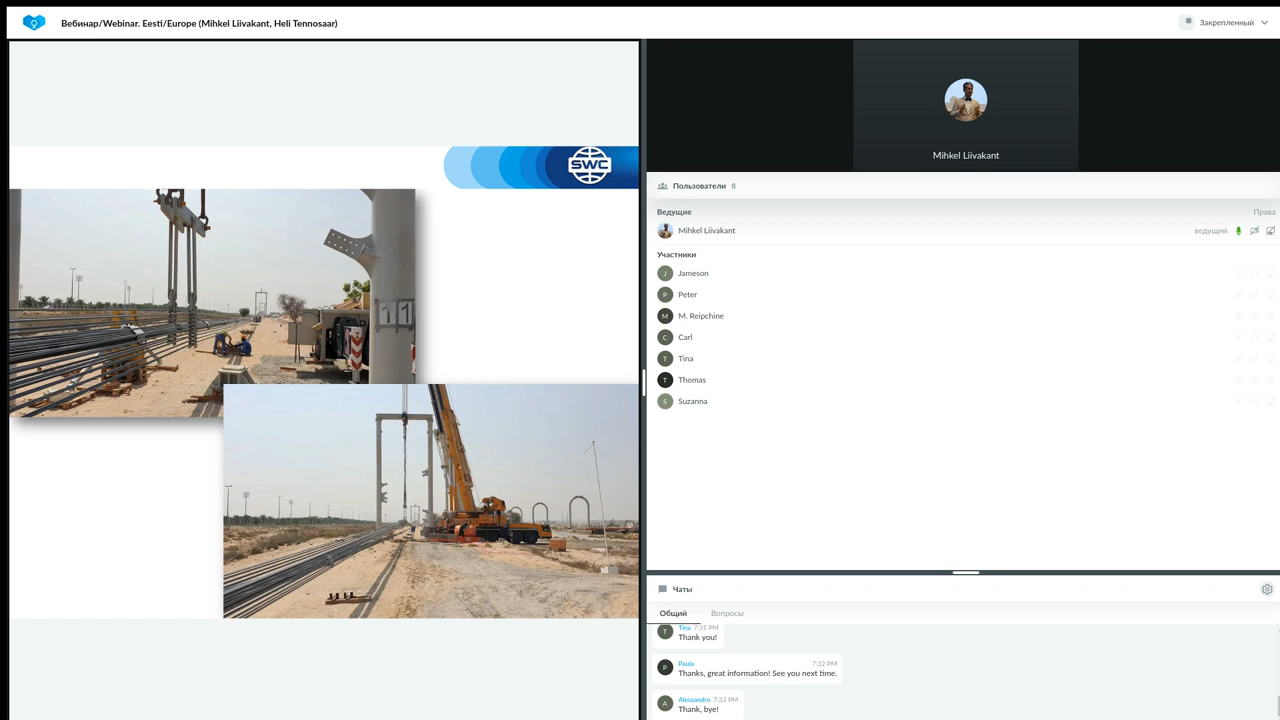 Вебинар/Webinar. Eesti/Europe (Mihkel Liivakant, Heli Tennosaar)
Закрепленный
SWC
11
Mihkel Liivakant
Пользователи 8
Ведущие
Права
Mihkel Liivakant
ведущий
Участники
J
Jameson
P
Peter
M
M. Reipchine
C
Carl
T
Tina
T
Thomas
S
Suzanna
Чаты
Общий
Вопросы
T
Tina 7:31 PM
Thank you!
P
Paula 7:32 PM
Thanks, great information! See you next time.
A
Alessandro 7:32 PM
Thank, bye!